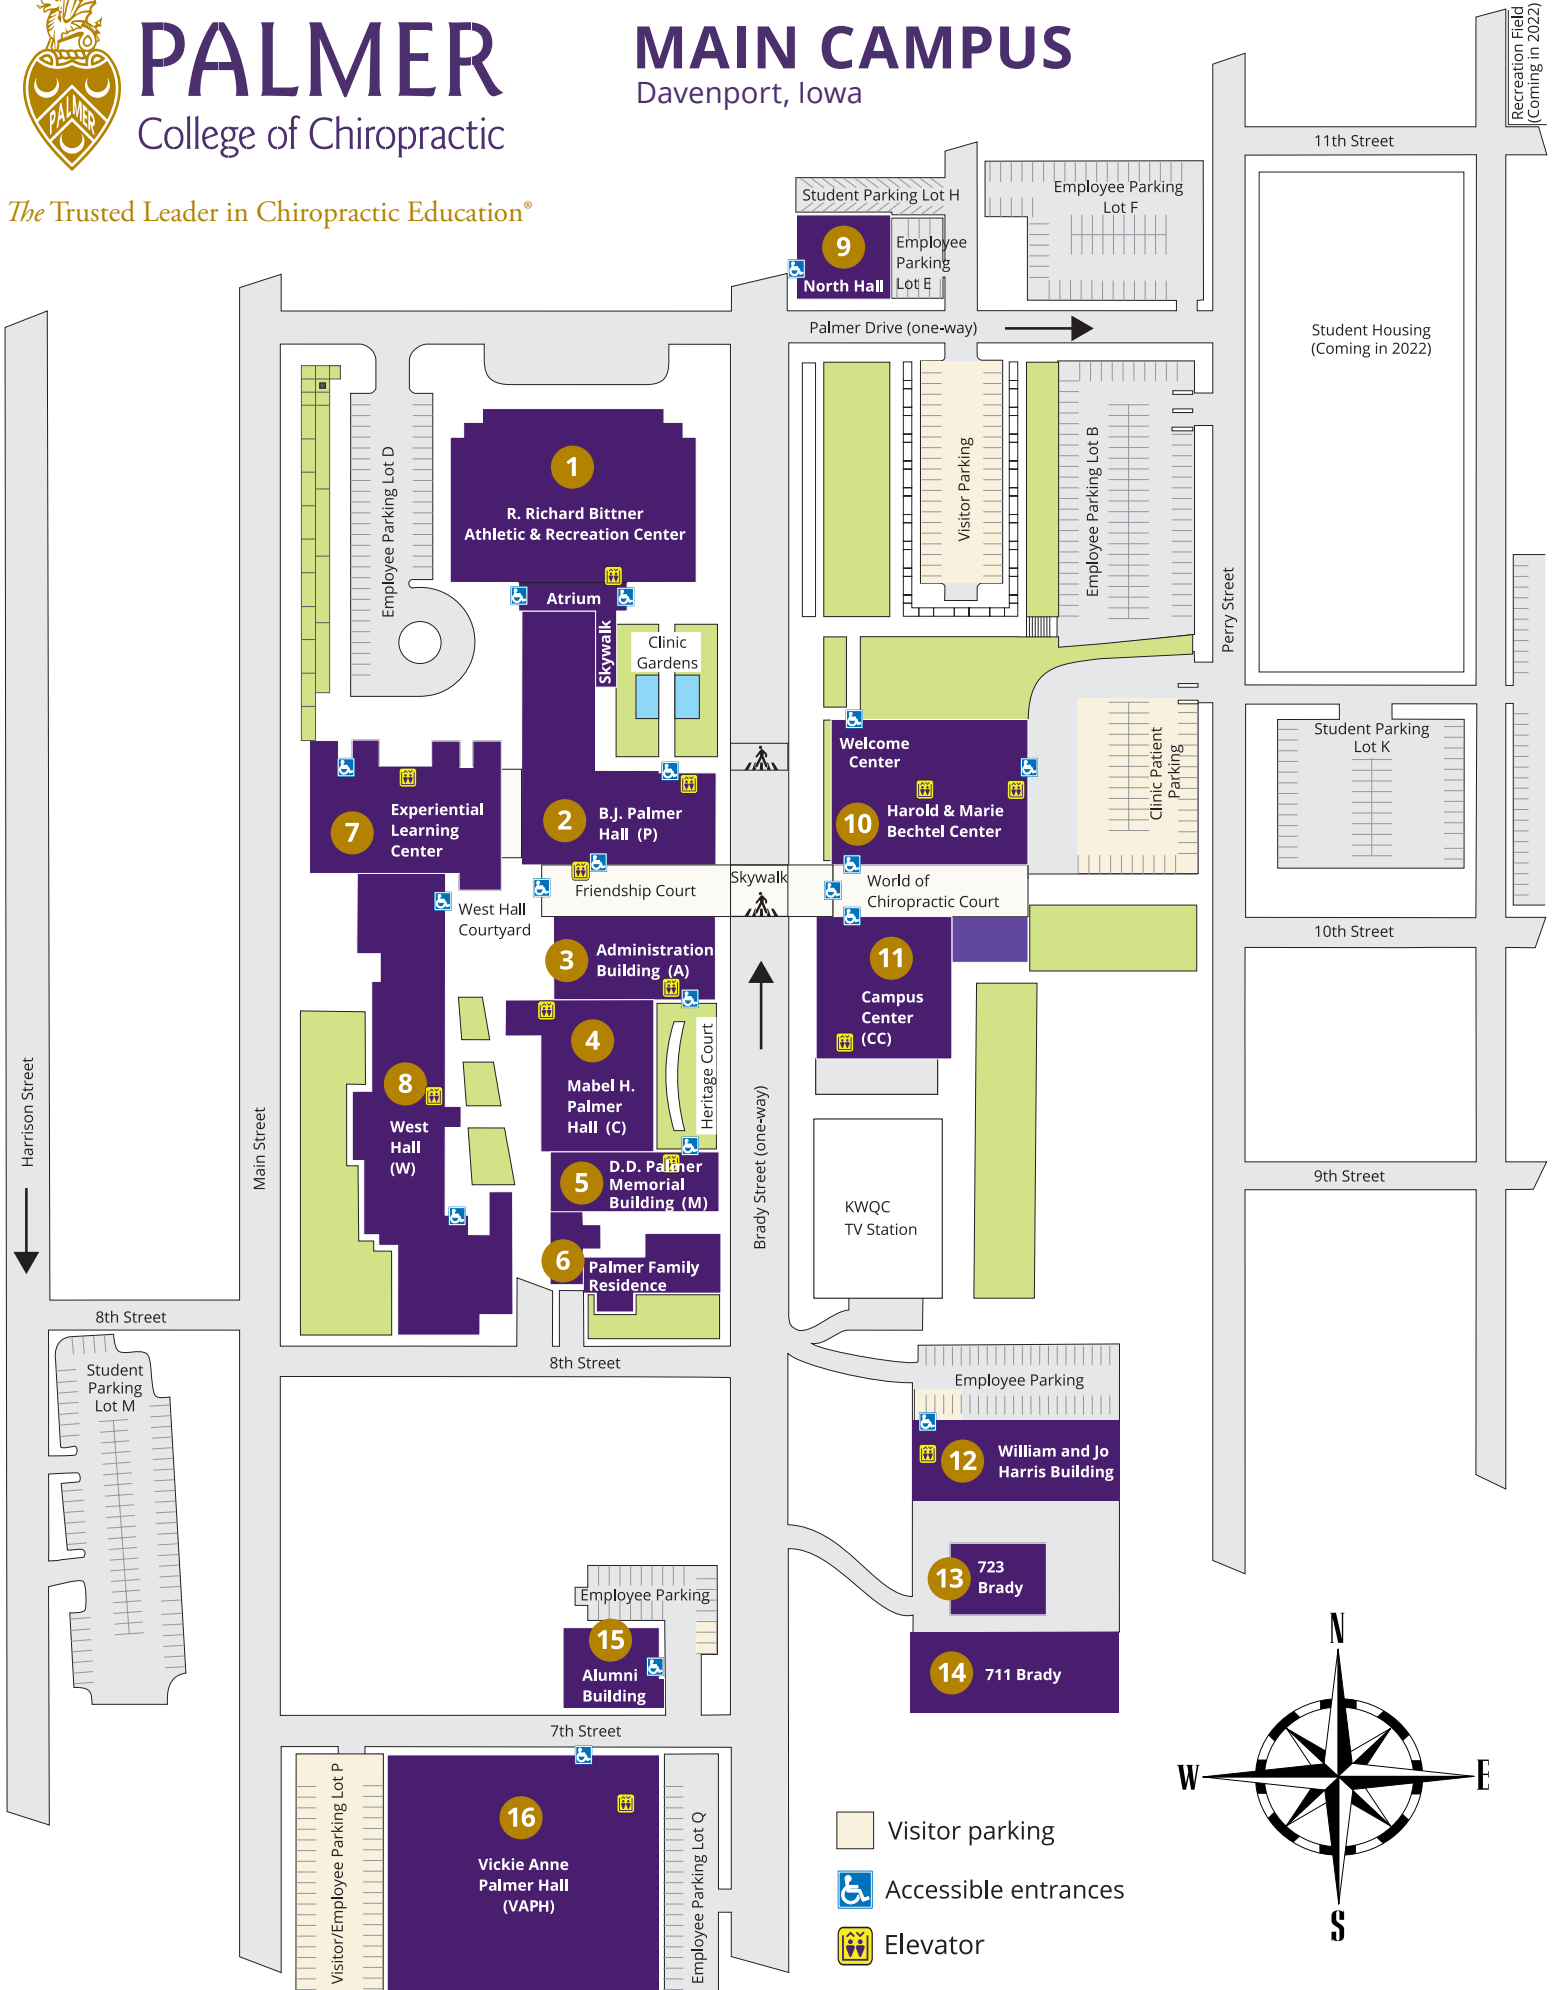 PALMER
College of Chiropractic
PALMER
The Trusted Leader in Chiropractic Education®
MAIN CAMPUS
Davenport, Iowa
Recreation Field
(Coming in 2022)
11th Street
Student Parking Lot H
Employee Parking
Lot F
9
North Hall
Employee
Parking
Lot E
Palmer Drive (one-way)
Student Housing
(Coming in 2022)
Employee Parking Lot D
1
R. Richard Bittner
Athletic & Recreation Center
Visitor Parking
Employee Parking Lot B
Perry Street
Atrium
Skywalk
Clinic
Gardens
Welcome
Center
Clinic Patient
Parking
Student Parking
Lot K
7
Experiential
Learning
Center
2
B.J. Palmer
Hall (P)
10
Harold & Marie
Bechtel Center
Friendship Court
Skywalk
World of
Chiropractic Court
West Hall
Courtyard
10th Street
3
Administration
Building (A)
11
Campus
Center
(CC)
4
Mabel H.
Palmer
Hall (C)
Heritage Court
8
West
Hall
(W)
Harrison Street
Main Street
Brady Street (one-way)
5
D.D. Palmer
Memorial
Building (M)
9th Street
KWQC
TV Station
6
Palmer Family
Residence
8th Street
8th Street
Student
Parking
Lot M
Employee Parking
12
William and Jo
Harris Building
13
723
Brady
Employee Parking
15
Alumni
Building
14
711 Brady
7th Street
Visitor/Employee Parking Lot P
16
Vickie Anne
Palmer Hall
(VAPH)
Employee Parking Lot Q
N
W
E
S
Visitor parking
Accessible entrances
Elevator